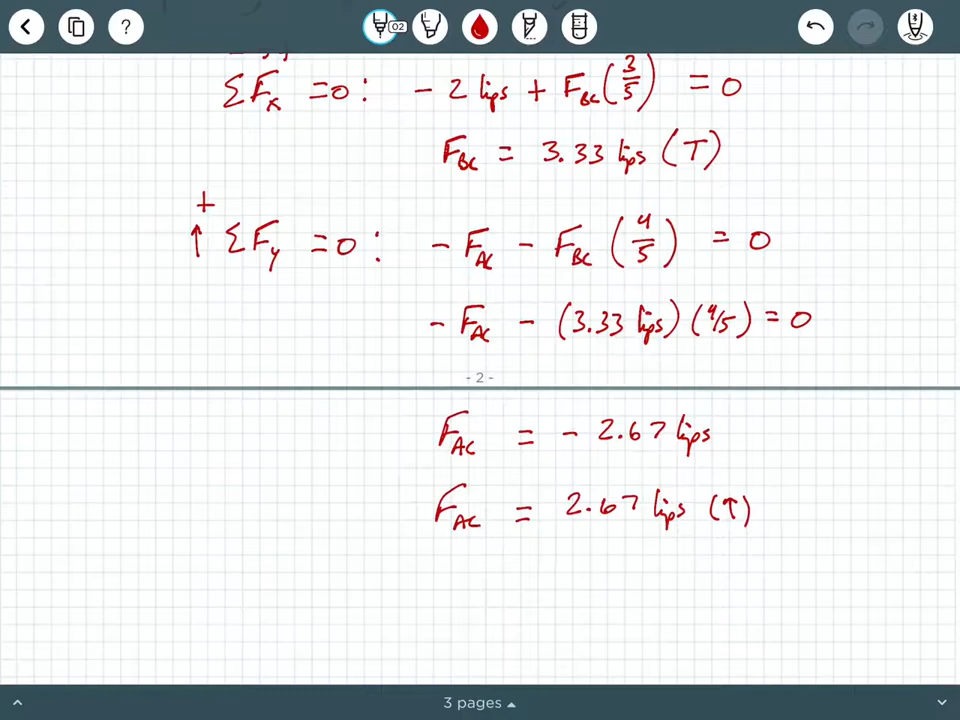 ?
02
ΣFx = 0 : - 2 kips + FBC (3/5) = 0
FBC = 3.33 kips (T)
+
↑ ΣFy = 0 : - FAC - FBC (4/5) = 0
- FAC - (3.33 kips) (4/5) = 0
- 2 -
FAC = - 2.67 kips
FAC = 2.67 kips (↑)
3 pages